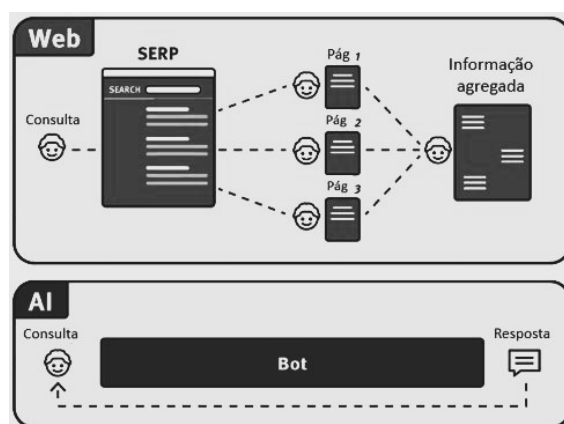 Web
SERP
SEARCH
Consulta
Pág 1
Pág 2
Pág 3
Informação
agregada
AI
Consulta
Bot
Resposta